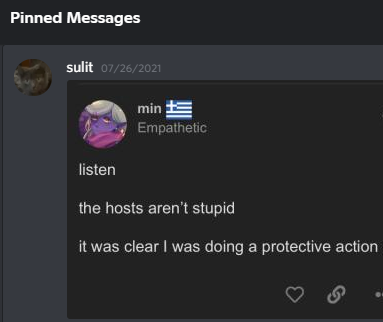 Pinned Messages
sulit 07/26/2021
min 🇬🇷
Empathetic
listen
the hosts aren't stupid
it was clear I was doing a protective action